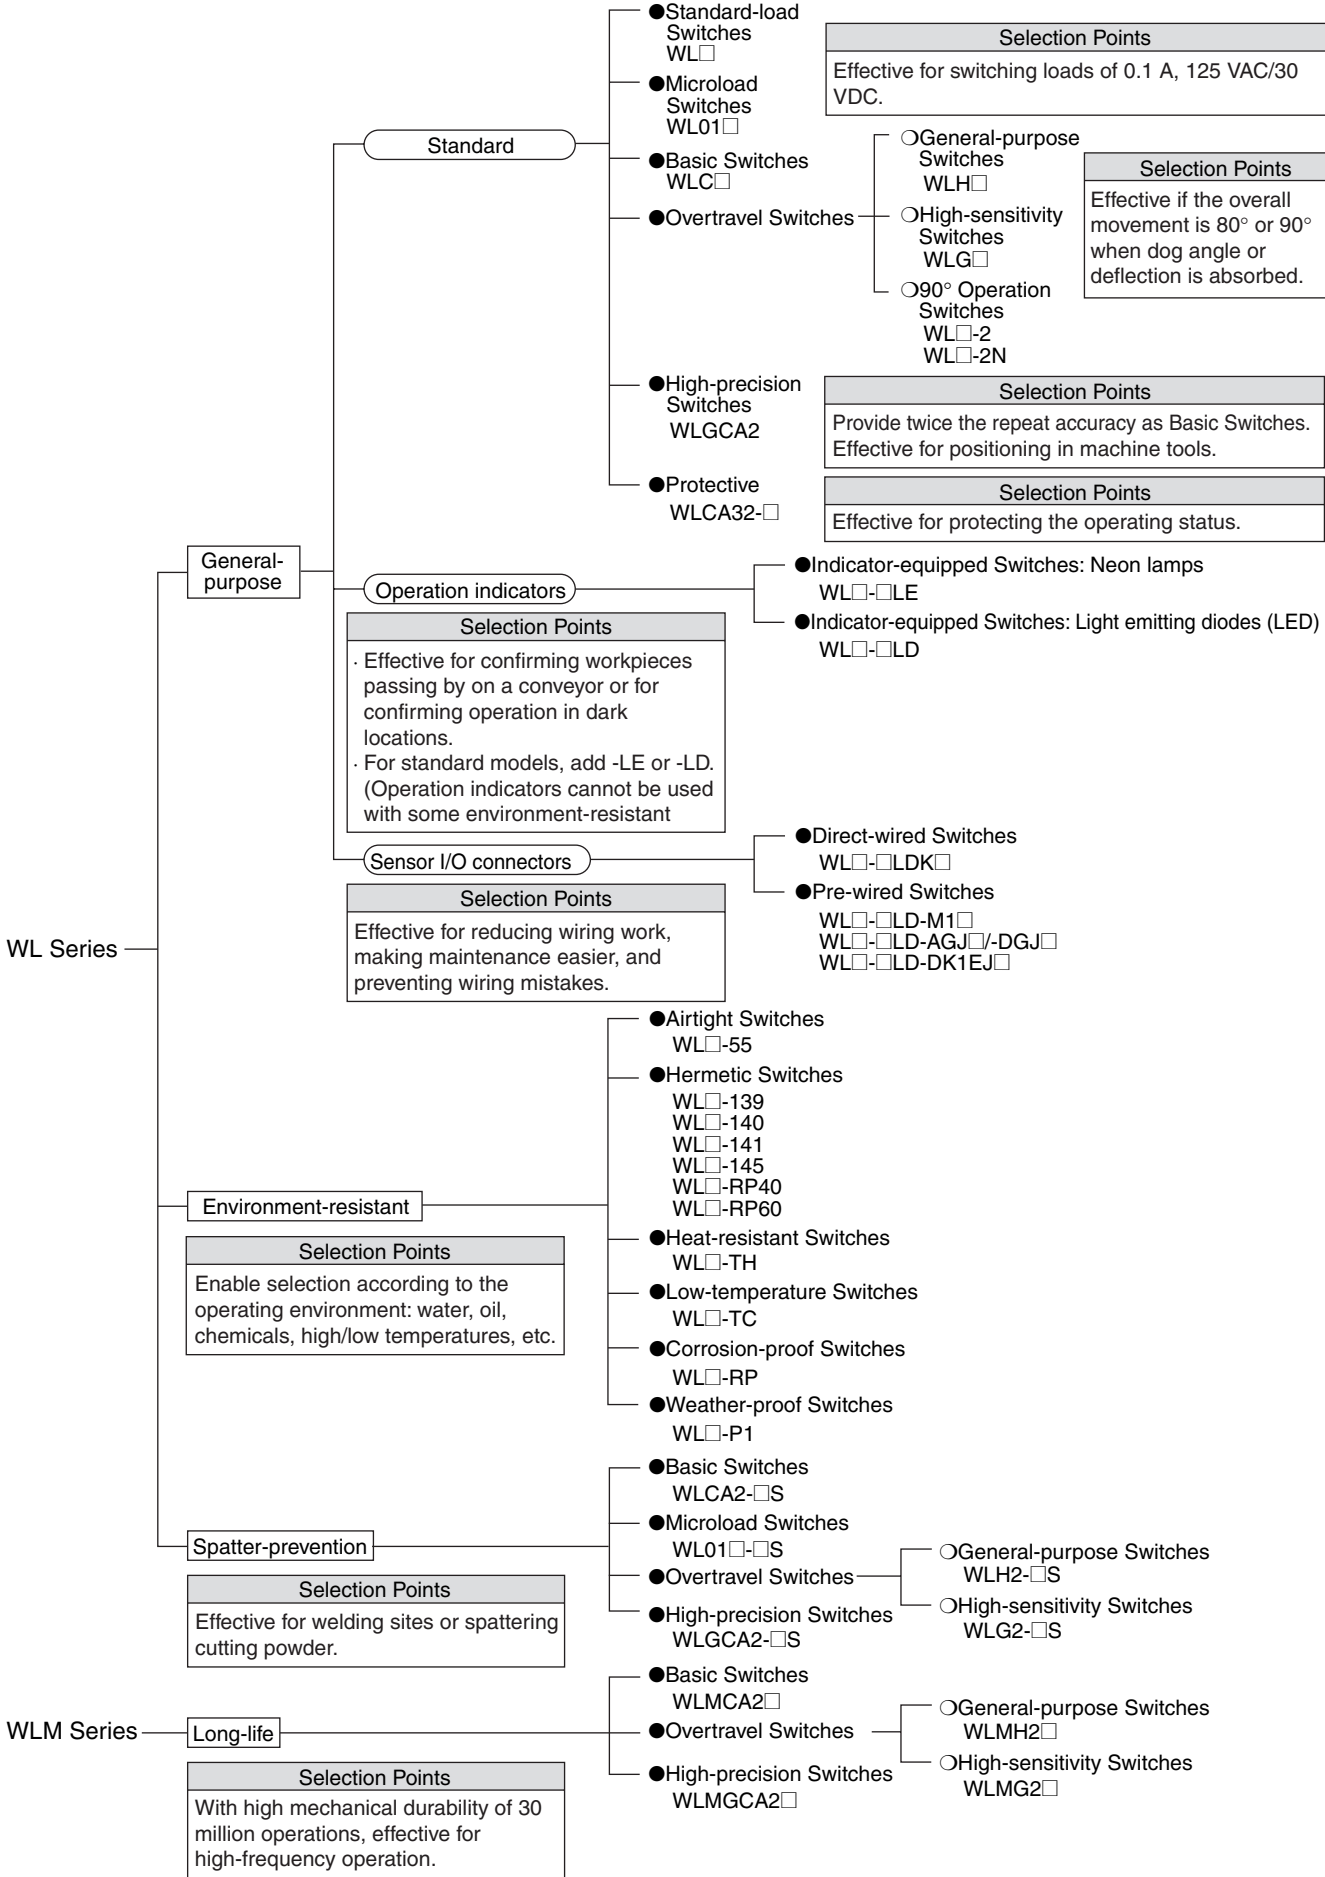 ●Standard-load
Switches
WL□
●Microload
Switches
WL01□
Selection Points
Effective for switching loads of 0.1 A, 125 VAC/30
VDC.
Standard
●Basic Switches
WLC□
●Overtravel Switches
❍General-purpose
Switches
WLH□
❍High-sensitivity
Switches
WLG□
❍90° Operation
Switches
WL□-2
WL□-2N
Selection Points
Effective if the overall
movement is 80° or 90°
when dog angle or
deflection is absorbed.
●High-precision
Switches
WLGCA2
Selection Points
Provide twice the repeat accuracy as Basic Switches.
Effective for positioning in machine tools.
●Protective
WLCA32-□
Selection Points
Effective for protecting the operating status.
General-
purpose
Operation indicators
●Indicator-equipped Switches: Neon lamps
WL□-□LE
●Indicator-equipped Switches: Light emitting diodes (LED)
WL□-□LD
Selection Points
· Effective for confirming workpieces
passing by on a conveyor or for
confirming operation in dark
locations.
· For standard models, add -LE or -LD.
(Operation indicators cannot be used
with some environment-resistant
Sensor I/O connectors
●Direct-wired Switches
WL□-□LDK□
●Pre-wired Switches
WL□-□LD-M1□
WL□-□LD-AGJ□/-DGJ□
WL□-□LD-DK1EJ□
Selection Points
Effective for reducing wiring work,
making maintenance easier, and
preventing wiring mistakes.
WL Series
●Airtight Switches
WL□-55
●Hermetic Switches
WL□-139
WL□-140
WL□-141
WL□-145
WL□-RP40
WL□-RP60
Environment-resistant
●Heat-resistant Switches
WL□-TH
●Low-temperature Switches
WL□-TC
●Corrosion-proof Switches
WL□-RP
●Weather-proof Switches
WL□-P1
Selection Points
Enable selection according to the
operating environment: water, oil,
chemicals, high/low temperatures, etc.
Spatter-prevention
●Basic Switches
WLCA2-□S
●Microload Switches
WL01□-□S
●Overtravel Switches
❍General-purpose Switches
WLH2-□S
❍High-sensitivity Switches
WLG2-□S
●High-precision Switches
WLGCA2-□S
Selection Points
Effective for welding sites or spattering
cutting powder.
WLM Series
Long-life
●Basic Switches
WLMCA2□
●Overtravel Switches
❍General-purpose Switches
WLMH2□
❍High-sensitivity Switches
WLMG2□
●High-precision Switches
WLMGCA2□
Selection Points
With high mechanical durability of 30
million operations, effective for
high-frequency operation.